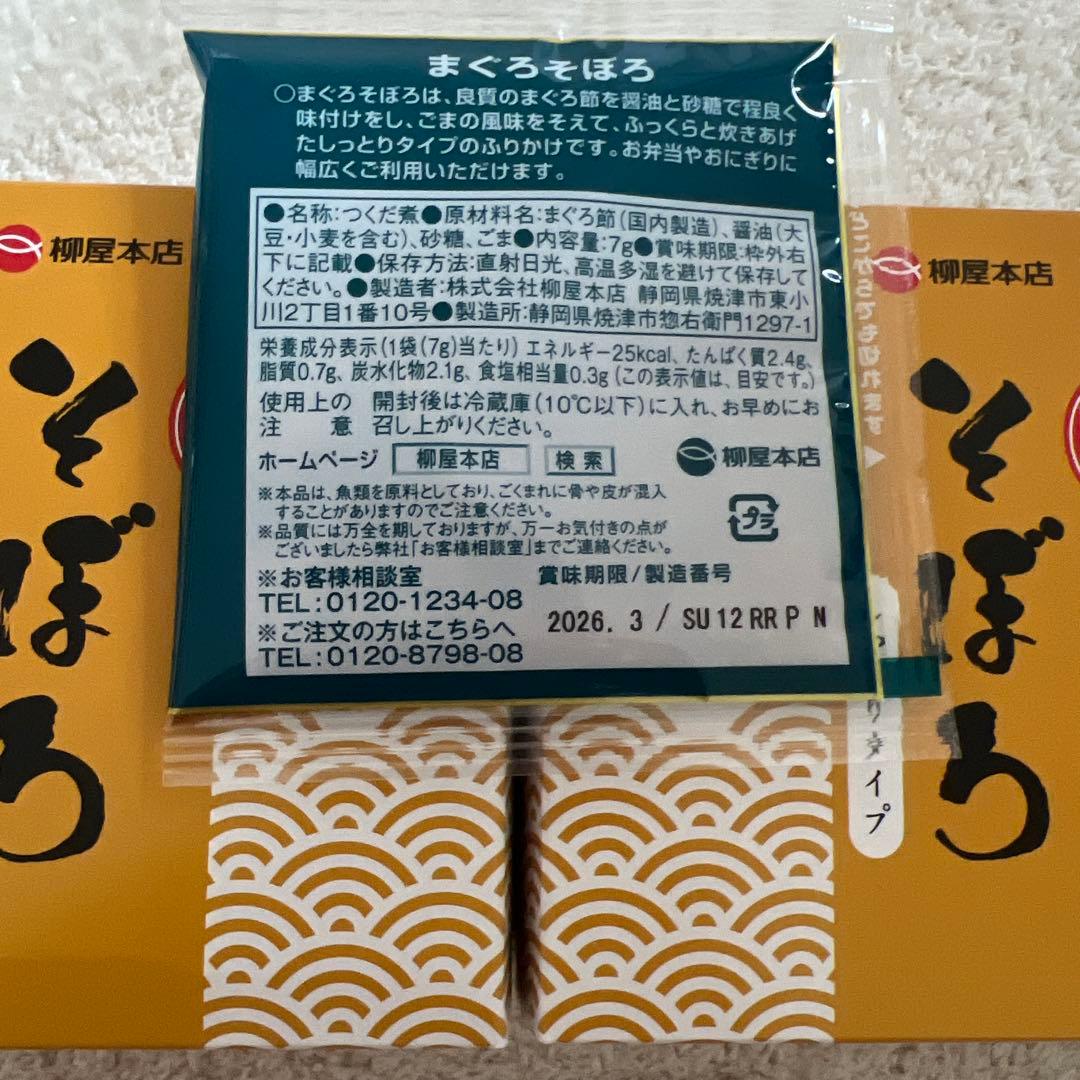 まぐろそぼろ
○まぐろそぼろは、良質のまぐろ節を醤油と砂糖で程良く
味付けをし、ごまの風味をそえて、ふっくらと炊きあげ
たしっとりタイプのふりかけです。お弁当やおにぎりに
幅広くご利用いただけます。
●名称:つくだ煮●原材料名:まぐろ節(国内製造)、醤油(大
豆・小麦を含む)、砂糖、ごま●内容量:7g●賞味期限:枠外右
下に記載●保存方法:直射日光、高温多湿を避けて保存して
ください。●製造者:株式会社柳屋本店 静岡県焼津市東小
川2丁目1番10号●製造所:静岡県焼津市惣右衛門1297-1
栄養成分表示(1袋(7g)当たり) エネルギー25kcal、たんぱく質2.4g、
脂質0.7g、炭水化物2.1g、食塩相当量0.3g (この表示値は、目安です。)
使用上の 開封後は冷蔵庫(10℃以下)に入れ、お早めにお
注意 召し上がりください。
ホームページ 柳屋本店 検索
柳屋本店
※本品は、魚類を原料としており、ごくまれに骨や皮が混入
することがありますのでご注意ください。
※品質には万全を期しておりますが、万一お気付きの点が
ございましたら弊社「お客様相談室」までご連絡ください。
プラ
※お客様相談室
TEL:0120-1234-08
※ご注文の方はこちらへ
TEL:0120-8798-08
賞味期限/製造番号
2026. 3 / SU 12 RR P N
どこからでも切れます
柳屋本店
そぼろ
柳屋本店
そぼろ
りタイプ